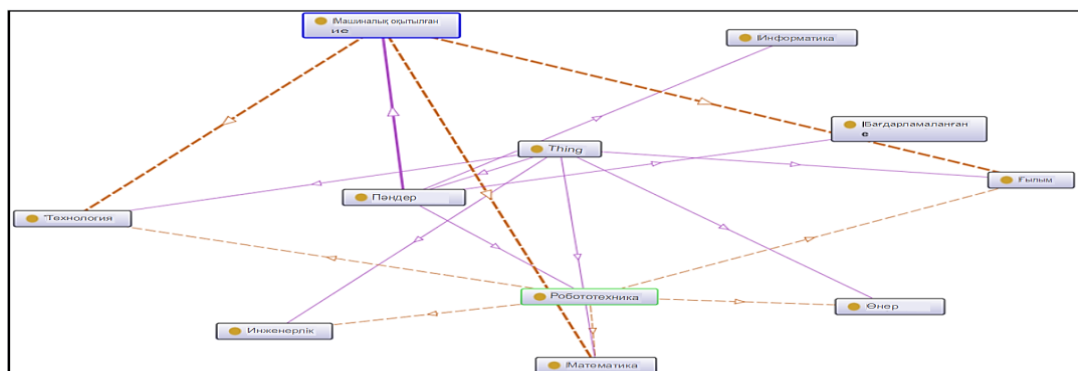 Машиналық оқытылған
ие
Информатика
Бағдарламаланған
Thing
Ғылым
Пәндер
Технология
Робототехника
Өнер
Инженерлік
Математика